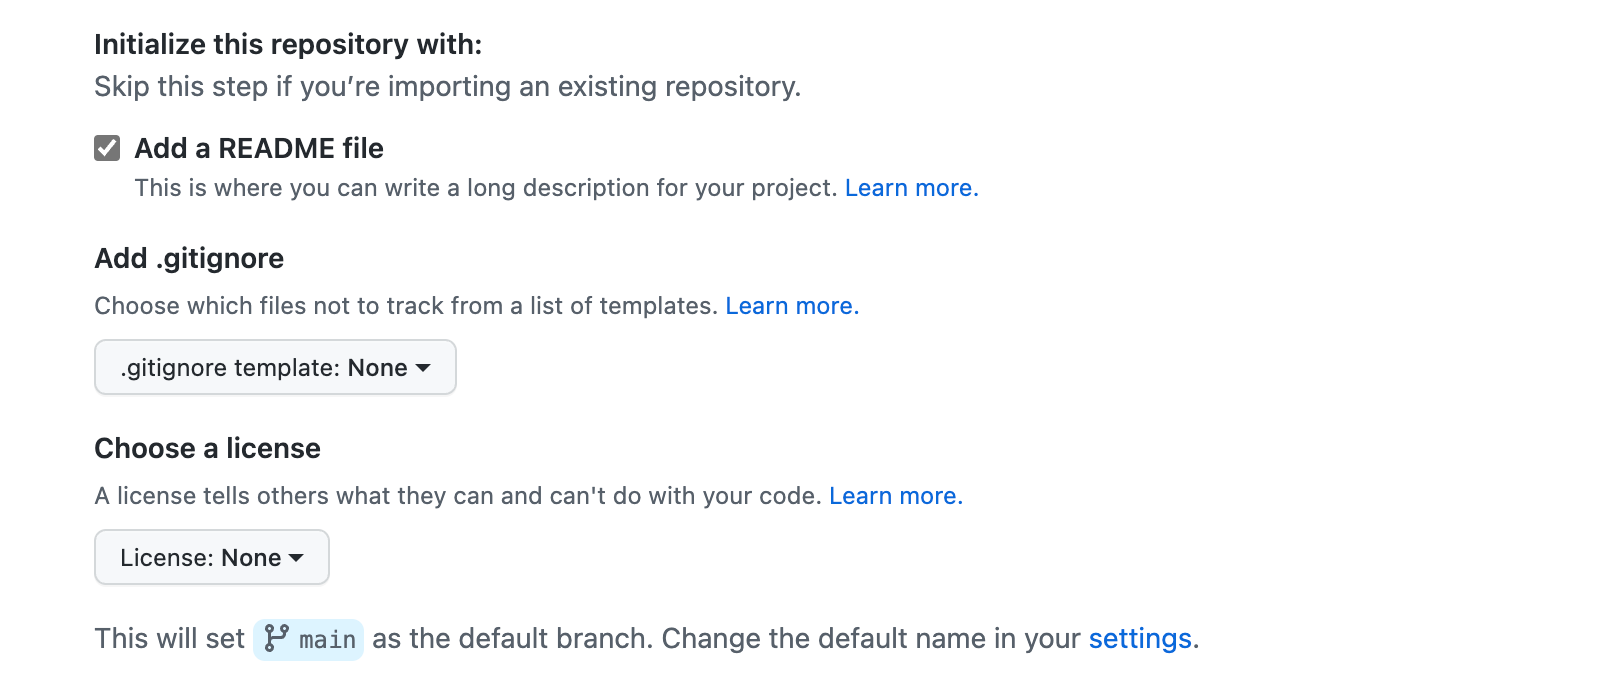 Initialize this repository with:
Skip this step if you’re importing an existing repository.
Add a README file
This is where you can write a long description for your project. Learn more.
Add .gitignore
Choose which files not to track from a list of templates. Learn more.
.gitignore template: None
Choose a license
A license tells others what they can and can't do with your code. Learn more.
License: None
This will set main as the default branch. Change the default name in your settings.